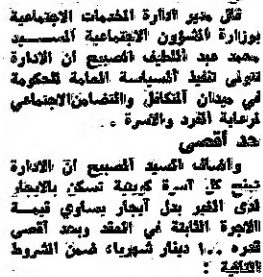 قال مدير ادارة الخدمات الاجتماعية
بوزارة الشؤون الاجتماعية السيد
محمد عبد اللطيف الصبيح ان الادارة
تتولى تنفيذ السياسة العامة للحكومة
في ميدان التكافل والتضامن الاجتماعي
لرعاية الفرد والاسرة .
حد أقصى
واضاف السيد الصبيح ان الادارة
تمنح كل أسرة كويتية تسكن بالايجار
لدى الغير بدل ايجار يساوي قيمة
الاجرة الثابتة في العقد وبحد أقصى
قدره ١٠٠ دينار شهريا، ضمن الشروط
التالية :